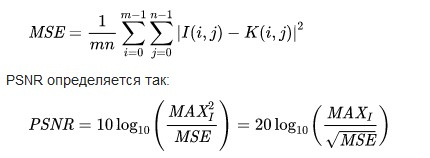 MSE = \frac{1}{mn} \sum_{i=0}^{m-1} \sum_{j=0}^{n-1} |I(i,j) - K(i,j)|^2
PSNR определяется так:
PSNR = 10 \log_{10} \left( \frac{MAX_I^2}{MSE} \right) = 20 \log_{10} \left( \frac{MAX_I}{\sqrt{MSE}} \right)